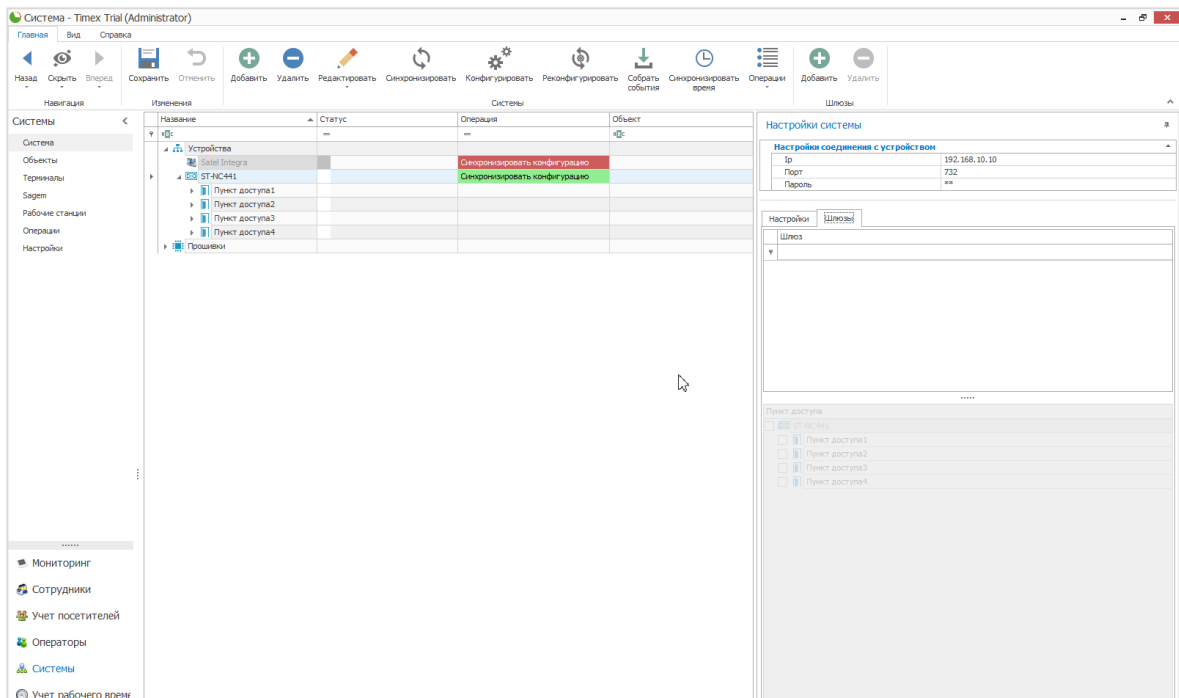 Система - Timex Trial (Administrator)
Главная Вид Справка
Назад Скрыть Вперед Сохранить Отменить Добавить Удалить Редактировать Синхронизировать Конфигурировать Реконфигурировать Собрать события Синхронизировать время Операции Добавить Удалить
Навигация Изменения Системы Шлюзы
Системы
Система
Объекты
Терминалы
Sagem
Рабочие станции
Операции
Настройки
Мониторинг
Сотрудники
Учет посетителей
Операторы
Системы
Учет рабочего време
Название Статус Операция Объект
Устройства
Satel Integra Синхронизировать конфигурацию
ST-NC441 Синхронизировать конфигурацию
Пункт доступа1
Пункт доступа2
Пункт доступа3
Пункт доступа4
Прошивки
Настройки системы
Настройки соединения с устройством
Ip 192.168.10.10
Порт 732
Пароль **
Настройки Шлюзы
Шлюз
Пункт доступа
ST-NC441
Пункт доступа1
Пункт доступа2
Пункт доступа3
Пункт доступа4